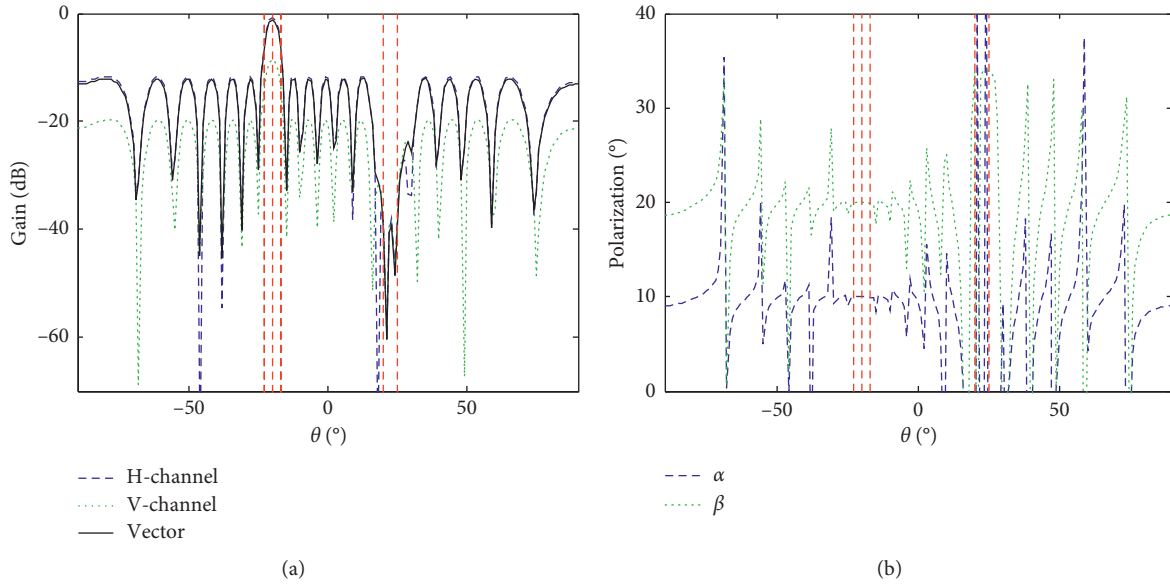 0
−20
−40
−60
Gain (dB)
−50
0
50
θ (°)
H-channel
V-channel
Vector
(a)
40
30
20
10
0
Polarization (°)
−50
0
50
θ (°)
α
β
(b)